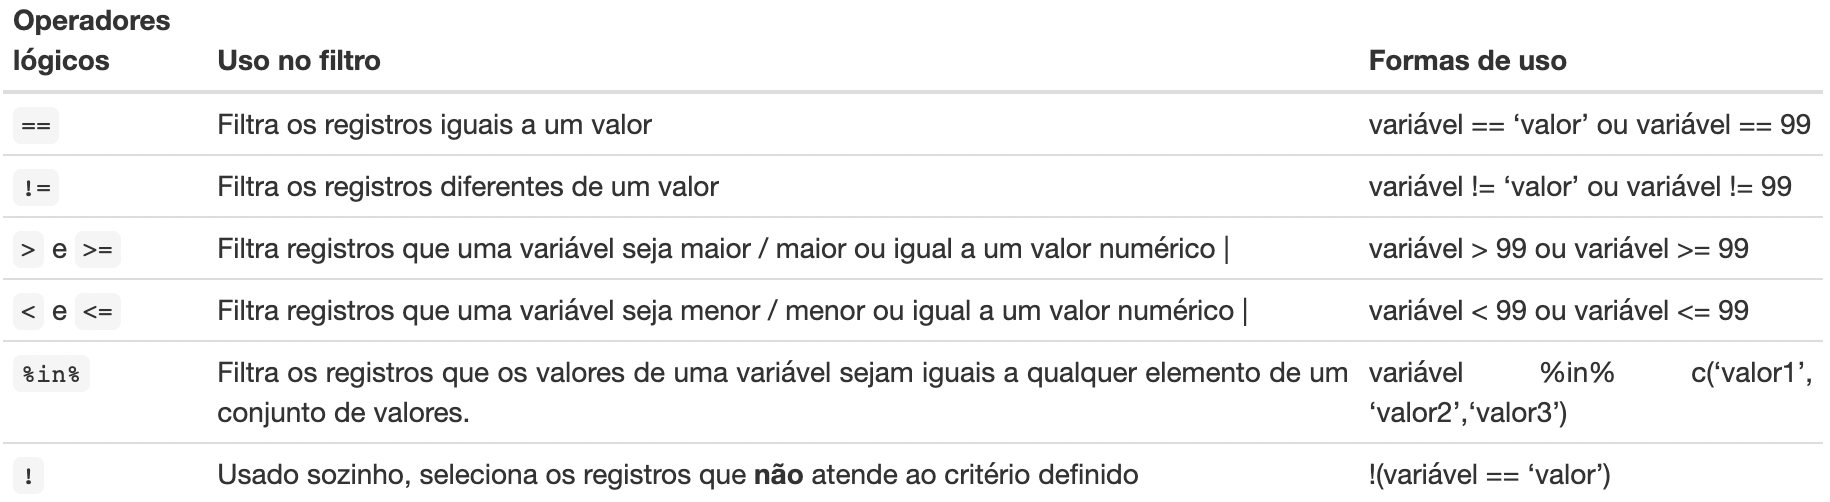 Operadores
lógicos Uso no filtro Formas de uso
== Filtra os registros iguais a um valor variável == ‘valor’ ou variável == 99
!= Filtra os registros diferentes de um valor variável != ‘valor’ ou variável != 99
> e >= Filtra registros que uma variável seja maior / maior ou igual a um valor numérico | variável > 99 ou variável >= 99
< e <= Filtra registros que uma variável seja menor / menor ou igual a um valor numérico | variável < 99 ou variável <= 99
%in% Filtra os registros que os valores de uma variável sejam iguais a qualquer elemento de um variável %in% c(‘valor1’,
conjunto de valores. ‘valor2’,‘valor3’)
! Usado sozinho, seleciona os registros que não atende ao critério definido !(variável == ‘valor’)